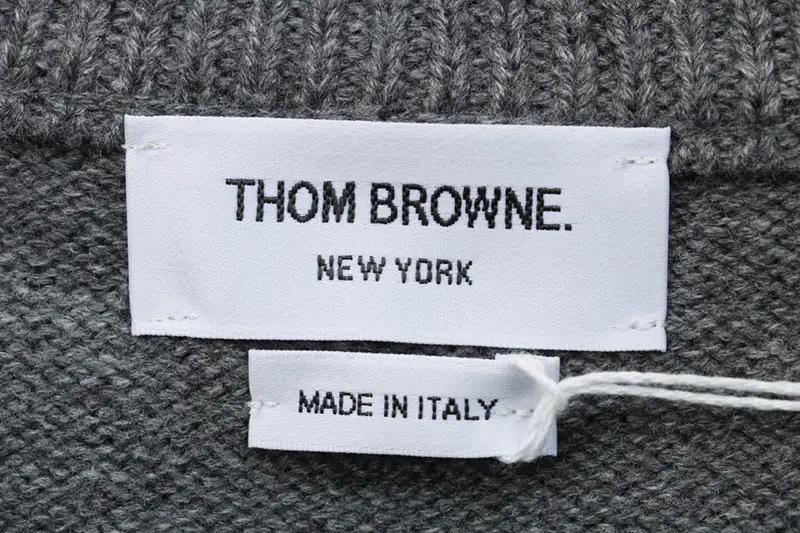 THOM BROWNE.
NEW YORK
MADE IN ITALY